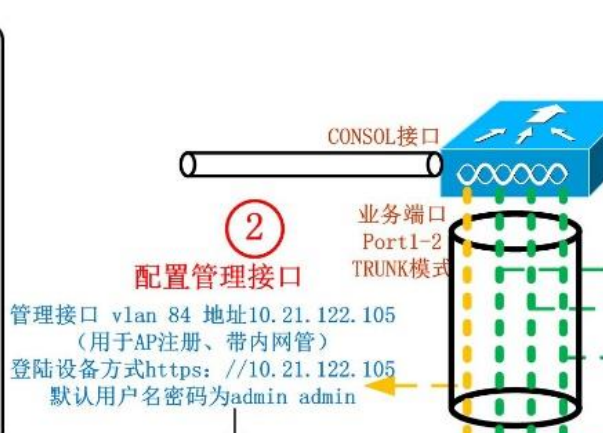 CONSOL接口
业务端口
Port1-2
TRUNK模式
2
配置管理接口
管理接口 vlan 84 地址10.21.122.105
（用于AP注册、带内网管）
登陆设备方式https：//10.21.122.105
默认用户名密码为admin admin